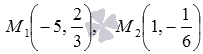 M₁(−5, 2/3), M₂(1, −1/6)